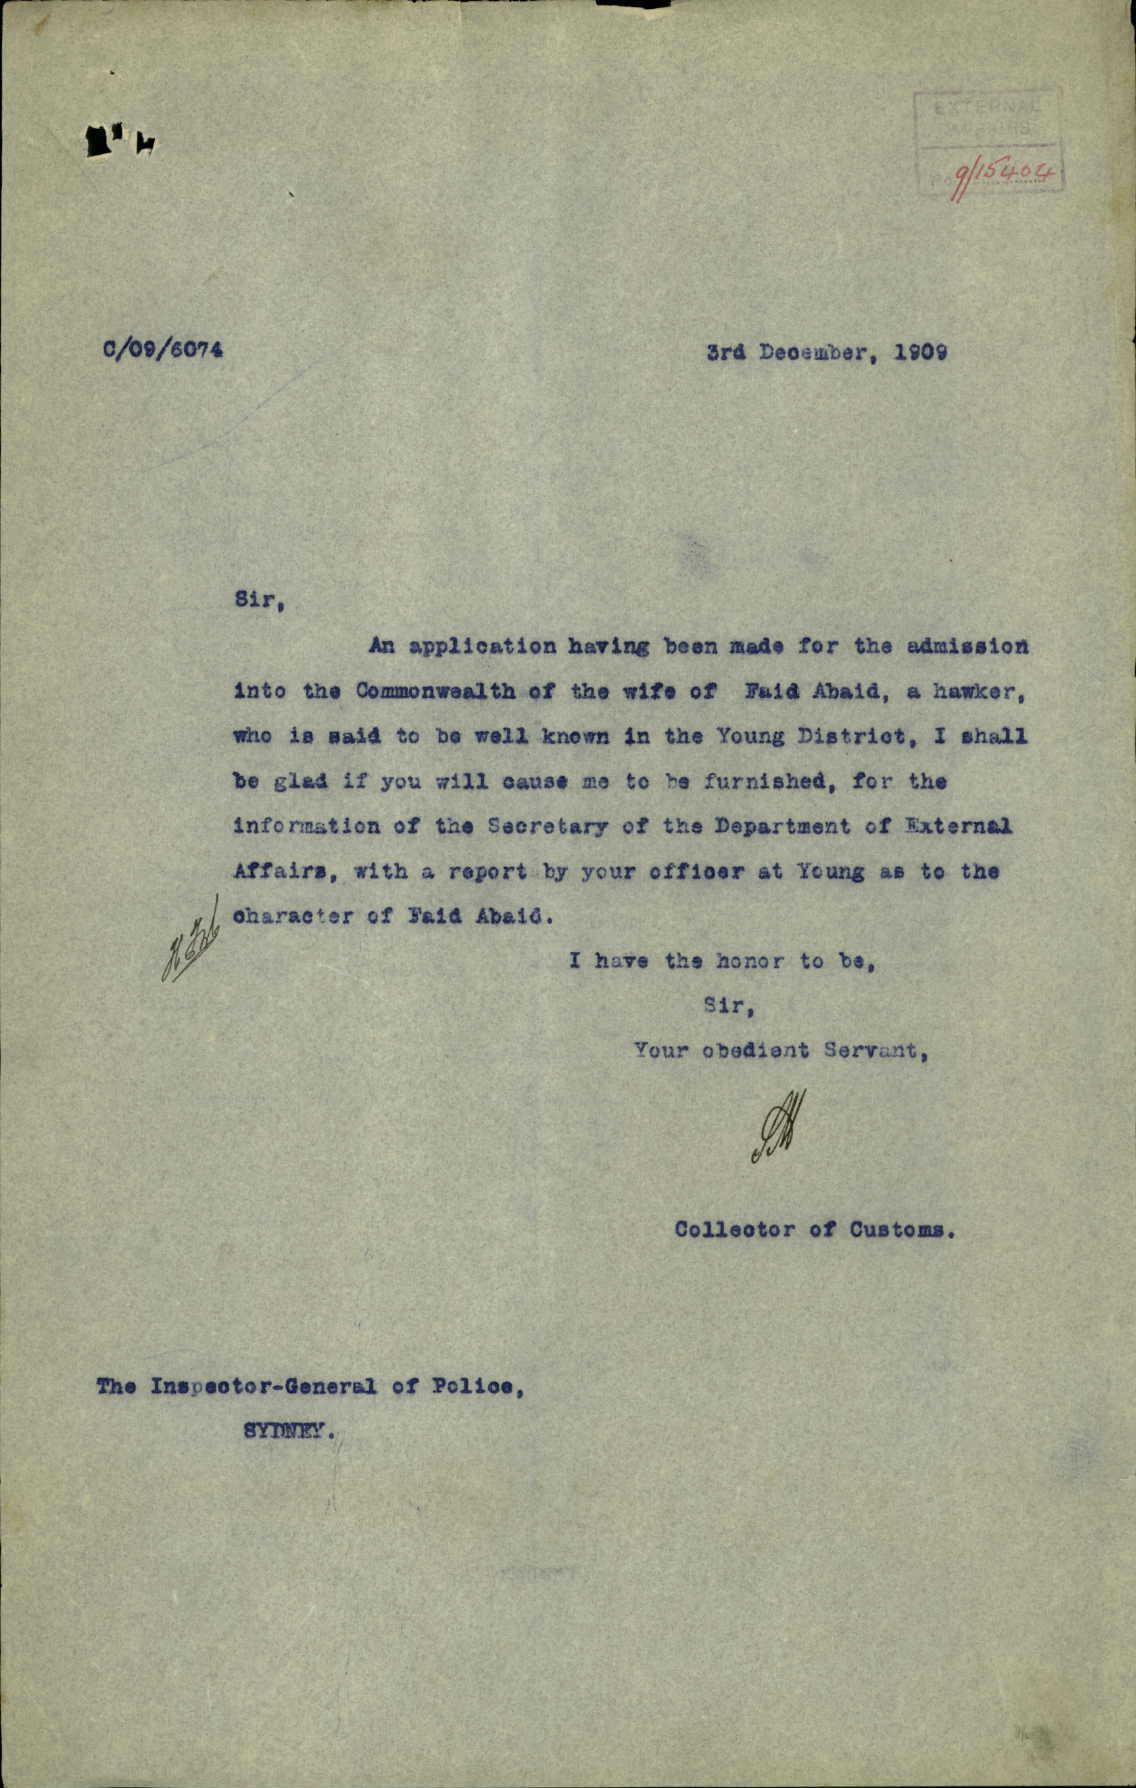 EXTERNAL
AFFAIRS
9/15404
C/09/6074
3rd December, 1909
Sir,
An application having been made for the admission
into the Commonwealth of the wife of Faid Abaid, a hawker,
who is said to be well known in the Young District, I shall
be glad if you will cause me to be furnished, for the
information of the Secretary of the Department of External
Affairs, with a report by your officer at Young as to the
character of Faid Abaid.
I have the honor to be,
Sir,
Your obedient Servant,
Collector of Customs.
The Inspector-General of Police,
SYDNEY.